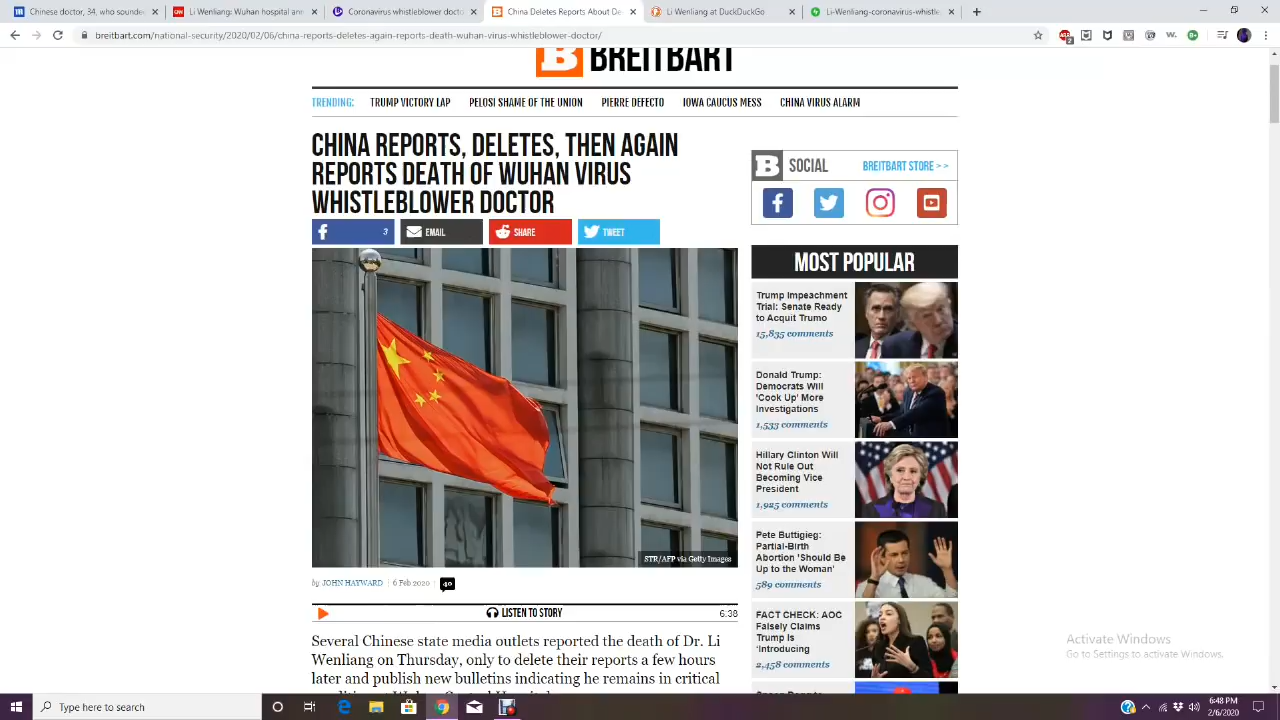 Chinese doctor, 34, who sounde
Li Wenliang: Wuhan hospital ann
Coronavirus whistleblower doctor
China Deletes About Death of De
Li Wenliang at DuckDuckGo
Li-Wenliang-whistleblower-wuhan
breitbart.com/national-security/2020/02/06/china-reports-deletes-again-reports-death-wuhan-virus-whistleblower-doctor/
BREITBART
TRENDING: TRUMP VICTORY LAP PELOSI SHAME OF THE UNION PIERRE DEFECTO IOWA CAUCUS MESS CHINA VIRUS ALARM
CHINA REPORTS, DELETES, THEN AGAIN
REPORTS DEATH OF WUHAN VIRUS
WHISTLEBLOWER DOCTOR
3 EMAIL SHARE TWEET
STR/AFP via Getty Images
by JOHN HAYWARD 6 Feb 2020 40
LISTEN TO STORY 6:38
Several Chinese state media outlets reported the death of Dr. Li
Wenliang on Thursday, only to delete their reports a few hours
later and publish new bulletins indicating he remains in critical
B SOCIAL BREITBART STORE > >
MOST POPULAR
Trump Impeachment
Trial: Senate Ready
to Acquit Trump
15,835 comments
Donald Trump:
Democrats Will
'Cook Up' More
Investigations
1,533 comments
Hillary Clinton Will
Not Rule Out
Becoming Vice
President
1,925 comments
Pete Buttigieg:
Partial-Birth
Abortion 'Should Be
Up to the Woman'
589 comments
FACT CHECK: AOC
Falsely Claims
Trump Is
'Introducing
2,458 comments
Activate Windows
Go to Settings to activate Windows.
Type here to search
6:48 PM
2/6/2020